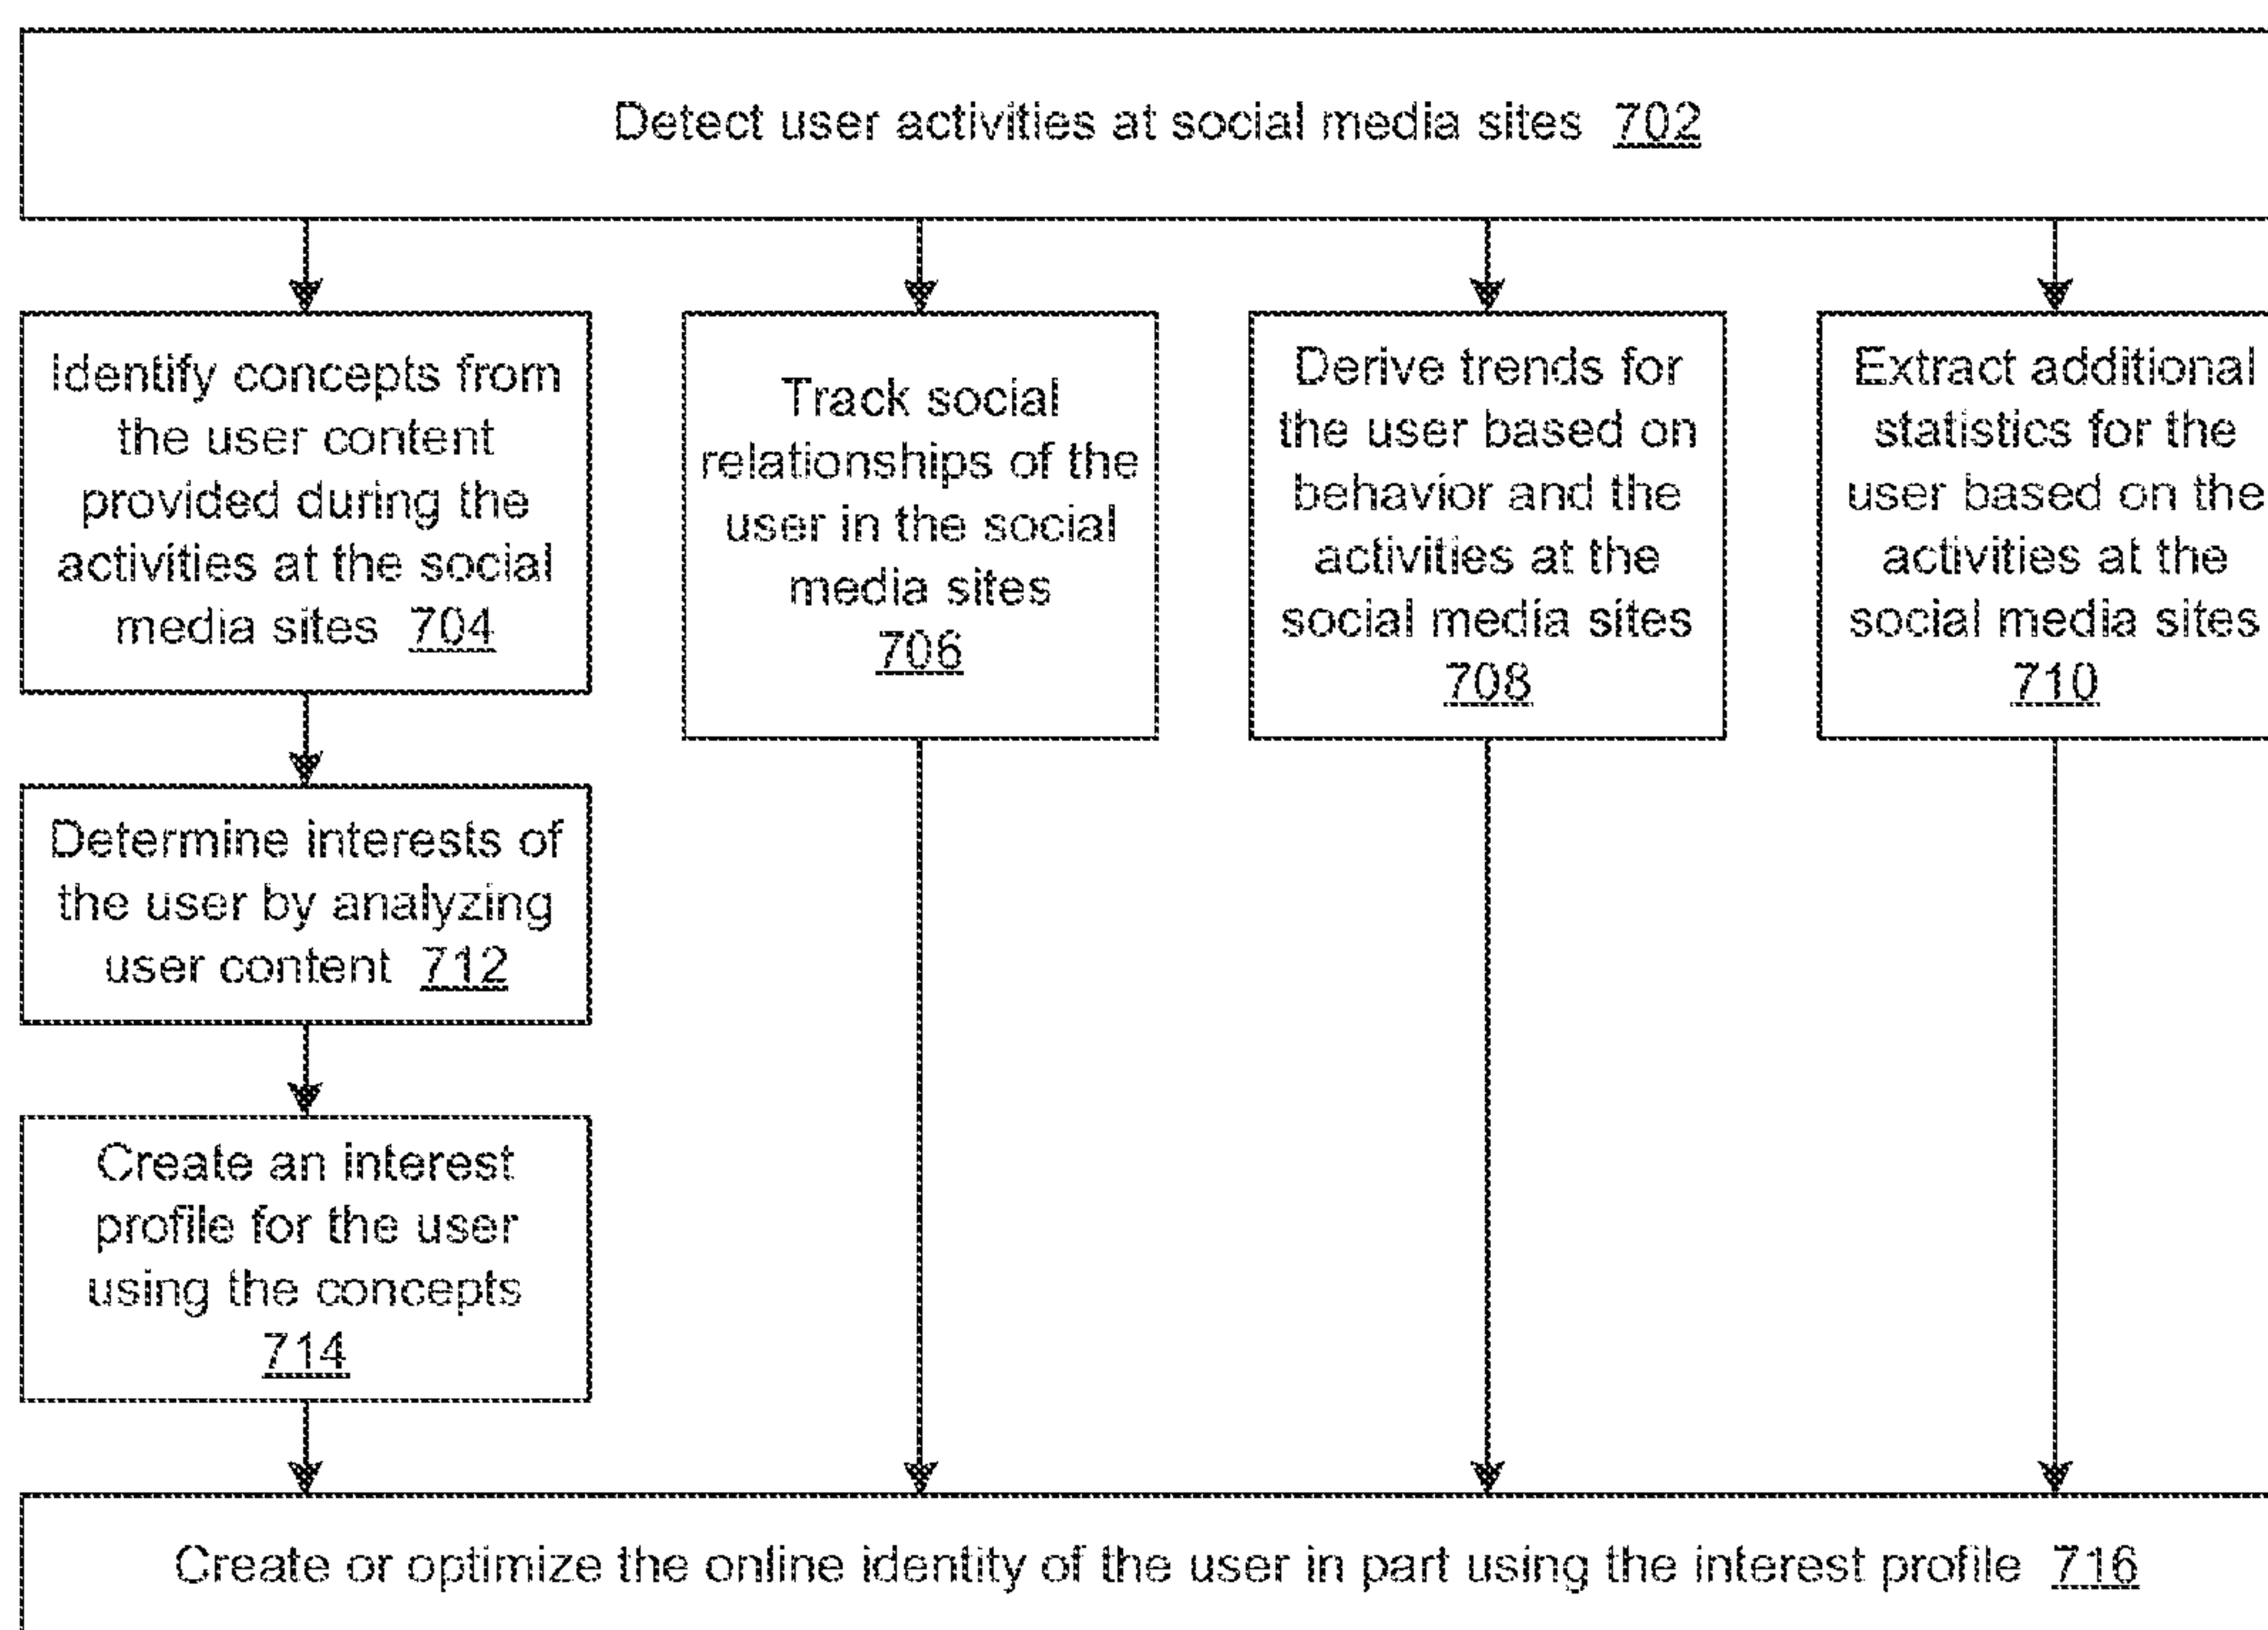 Detect user activities at social media sites 702
Identify concepts from
the user content
provided during the
activities at the social
media sites 704
Track social
relationships of the
user in the social
media sites
706
Derive trends for
the user based on
behavior and the
activities at the
social media sites
708
Extract additional
statistics for the
user based on the
activities at the
social media sites
710
Determine interests of
the user by analyzing
user content 712
Create an interest
profile for the user
using the concepts
714
Create or optimize the online identity of the user in part using the interest profile 716